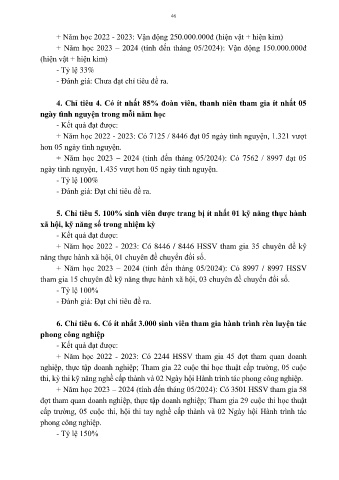 46
+ Năm học 2022 - 2023: Vận động 250.000.000đ (hiện vật + hiện kim)
+ Năm học 2023 – 2024 (tính đến tháng 05/2024): Vận động 150.000.000đ
(hiện vật + hiện kim)
- Tỷ lệ 33%
- Đánh giá: Chưa đạt chỉ tiêu đề ra.
4. Chỉ tiêu 4. Có ít nhất 85% đoàn viên, thanh niên tham gia ít nhất 05
ngày tình nguyện trong mỗi năm học
- Kết quả đạt được:
+ Năm học 2022 - 2023: Có 7125 / 8446 đạt 05 ngày tình nguyện, 1.321 vượt
hơn 05 ngày tình nguyện.
+ Năm học 2023 – 2024 (tính đến tháng 05/2024): Có 7562 / 8997 đạt 05
ngày tình nguyện, 1.435 vượt hơn 05 ngày tình nguyện.
- Tỷ lệ 100%
- Đánh giá: Đạt chỉ tiêu đề ra.
5. Chỉ tiêu 5. 100% sinh viên được trang bị ít nhất 01 kỹ năng thực hành
xã hội, kỹ năng số trong nhiệm kỳ
- Kết quả đạt được:
+ Năm học 2022 - 2023: Có 8446 / 8446 HSSV tham gia 35 chuyên đề kỹ
năng thực hành xã hội, 01 chuyên đề chuyển đổi số.
+ Năm học 2023 – 2024 (tính đến tháng 05/2024): Có 8997 / 8997 HSSV
tham gia 15 chuyên đề kỹ năng thực hành xã hội, 03 chuyên đề chuyển đổi số.
- Tỷ lệ 100%
- Đánh giá: Đạt chỉ tiêu đề ra.
6. Chỉ tiêu 6. Có ít nhất 3.000 sinh viên tham gia hành trình rèn luyện tác
phong công nghiệp
- Kết quả đạt được:
+ Năm học 2022 - 2023: Có 2244 HSSV tham gia 45 đợt tham quan doanh
nghiệp, thực tập doanh nghiệp; Tham gia 22 cuộc thi học thuật cấp trường, 05 cuộc
thi, kỳ thi kỹ năng nghề cấp thành và 02 Ngày hội Hành trình tác phong công nghiệp.
+ Năm học 2023 – 2024 (tính đến tháng 05/2024): Có 3501 HSSV tham gia 58
đợt tham quan doanh nghiệp, thực tập doanh nghiệp; Tham gia 29 cuộc thi học thuật
cấp trường, 05 cuộc thi, hội thi tay nghề cấp thành và 02 Ngày hội Hành trình tác
phong công nghiệp.
- Tỷ lệ 150%